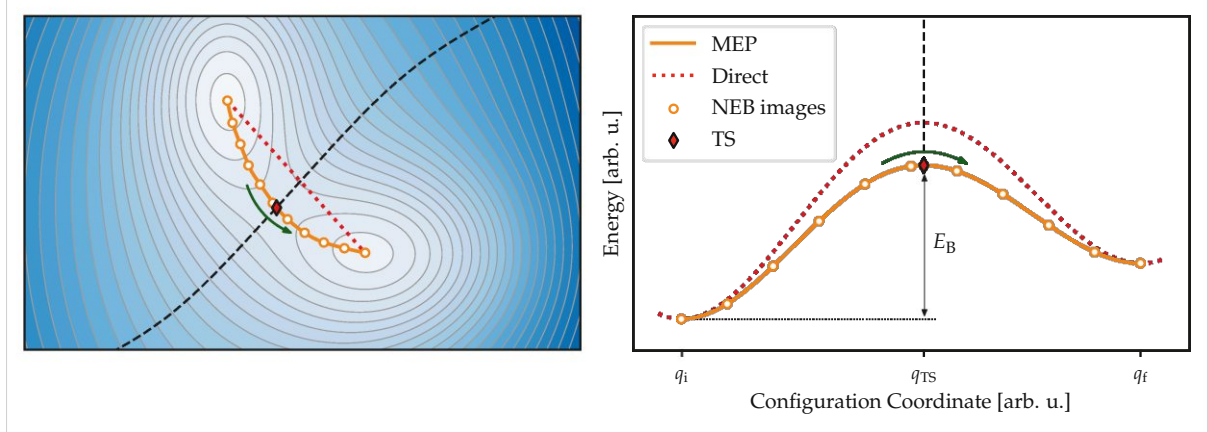 MEP
Direct
NEB images
TS
Energy [arb. u.]
E_B
q_i q_TS q_f
Configuration Coordinate [arb. u.]